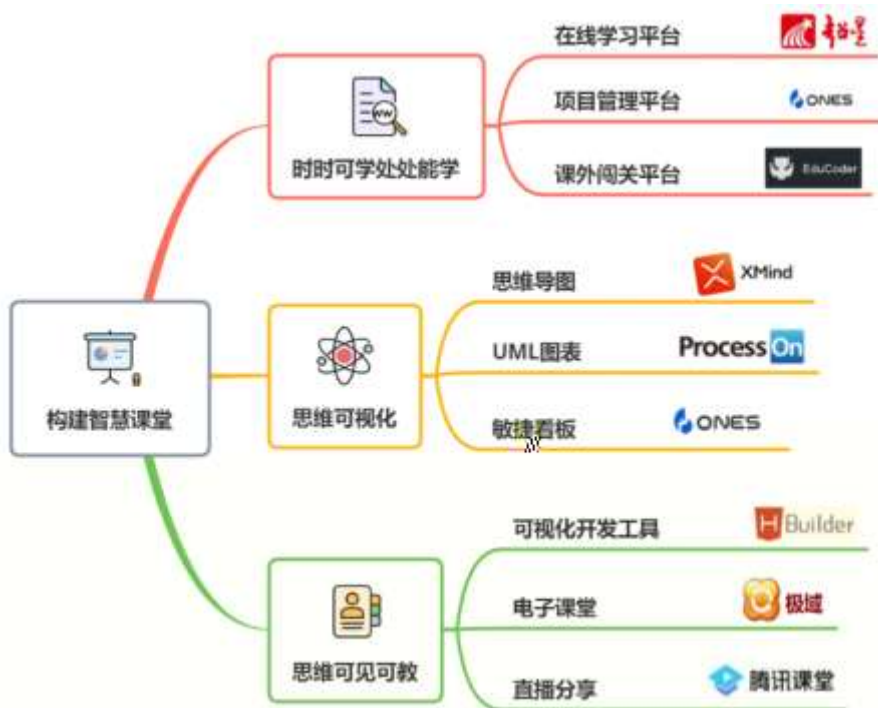 在线学习平台
项目管理平台
ONES
时时可学处处能学
课外闯关平台
EduCoder
思维导图
XMind
UML图表
ProcessOn
构建智慧课堂
思维可视化
敏捷看板
ONES
可视化开发工具
HBuilder
电子课堂
极域
思维可见可教
直播分享
腾讯课堂